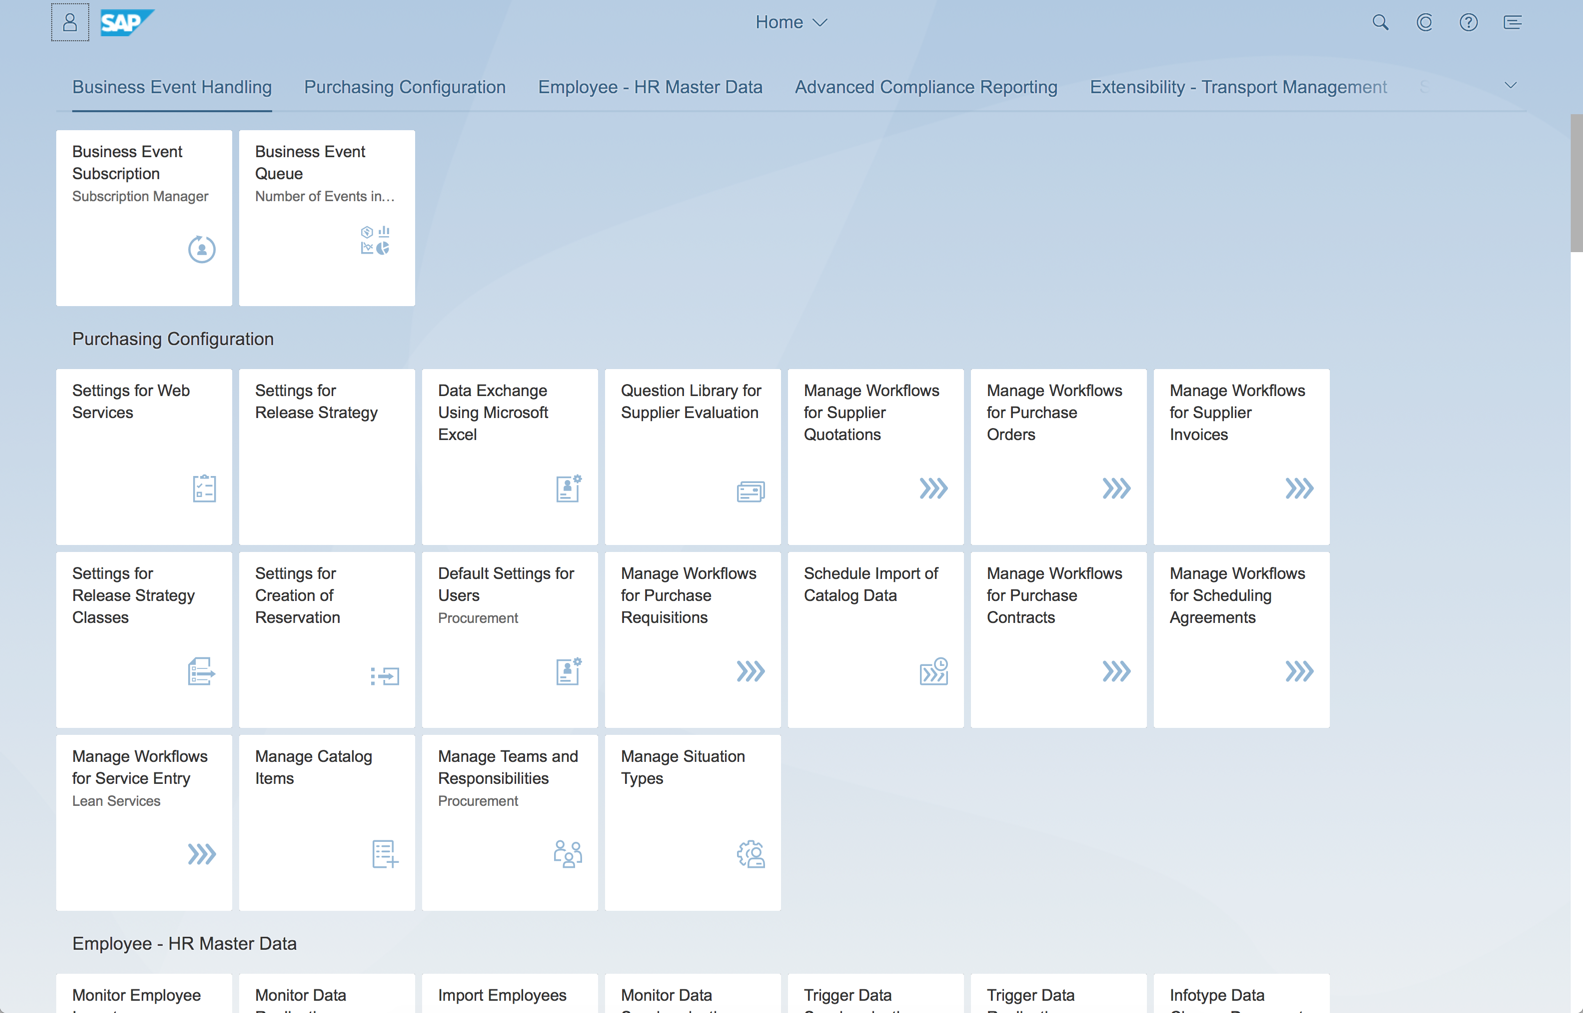 SAP
Home
Business Event Handling
Purchasing Configuration
Employee - HR Master Data
Advanced Compliance Reporting
Extensibility - Transport Management
Business Event
Subscription
Subscription Manager
Business Event
Queue
Number of Events in...
Purchasing Configuration
Settings for Web
Services
Settings for
Release Strategy
Data Exchange
Using Microsoft
Excel
Question Library for
Supplier Evaluation
Manage Workflows
for Supplier
Quotations
Manage Workflows
for Purchase
Orders
Manage Workflows
for Supplier
Invoices
Settings for
Release Strategy
Classes
Settings for
Creation of
Reservation
Default Settings for
Users
Procurement
Manage Workflows
for Purchase
Requisitions
Schedule Import of
Catalog Data
Manage Workflows
for Purchase
Contracts
Manage Workflows
for Scheduling
Agreements
Manage Workflows
for Service Entry
Lean Services
Manage Catalog
Items
Manage Teams and
Responsibilities
Procurement
Manage Situation
Types
Employee - HR Master Data
Monitor Employee
Monitor Data
Import Employees
Monitor Data
Trigger Data
Trigger Data
Infotype Data